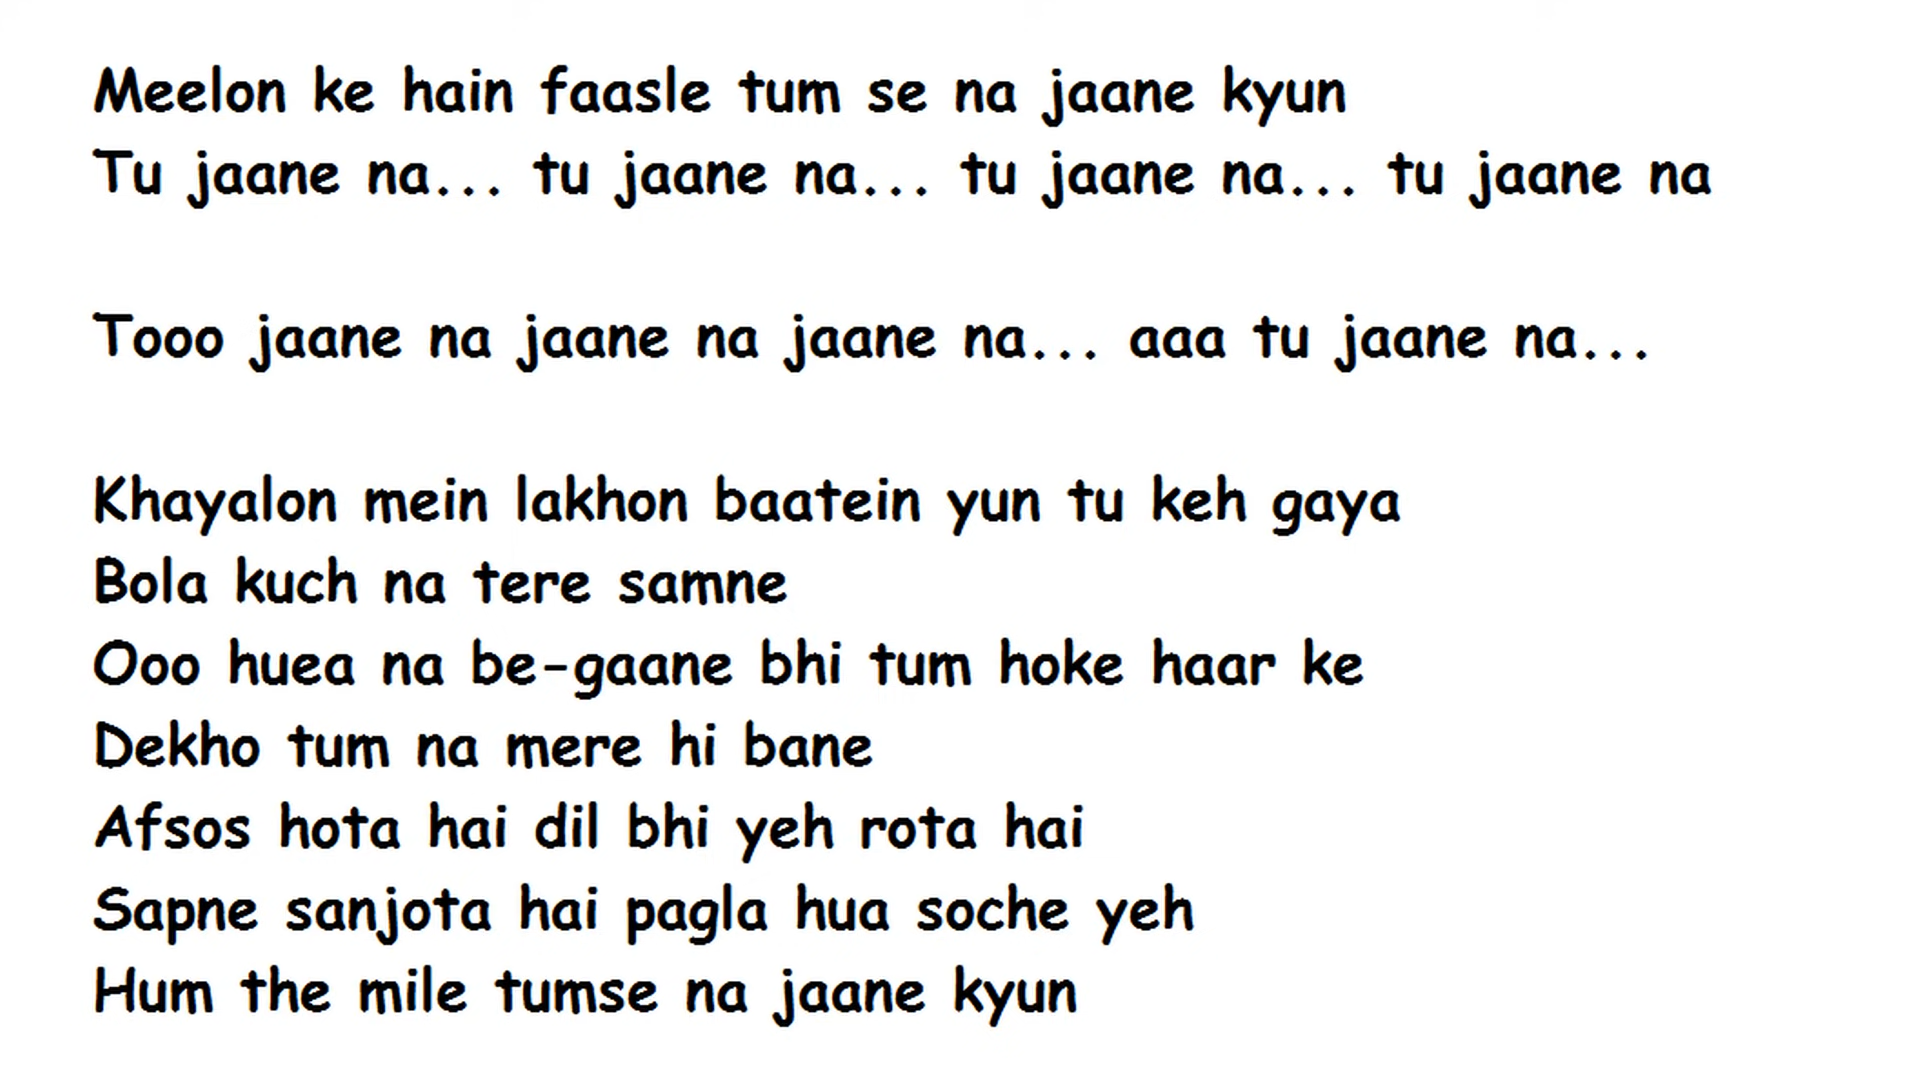 Meelon ke hain faasle tum se na jaane kyun
Tu jaane na... tu jaane na... tu jaane na... tu jaane na
Tooo jaane na jaane na jaane na... aaa tu jaane na...
Khayalon mein lakhon baatein yun tu keh gaya
Bola kuch na tere samne
Ooo huea na be-gaane bhi tum hoke haar ke
Dekho tum na mere hi bane
Afsos hota hai dil bhi yeh rota hai
Sapne sanjota hai pagla hua soche yeh
Hum the mile tumse na jaane kyun